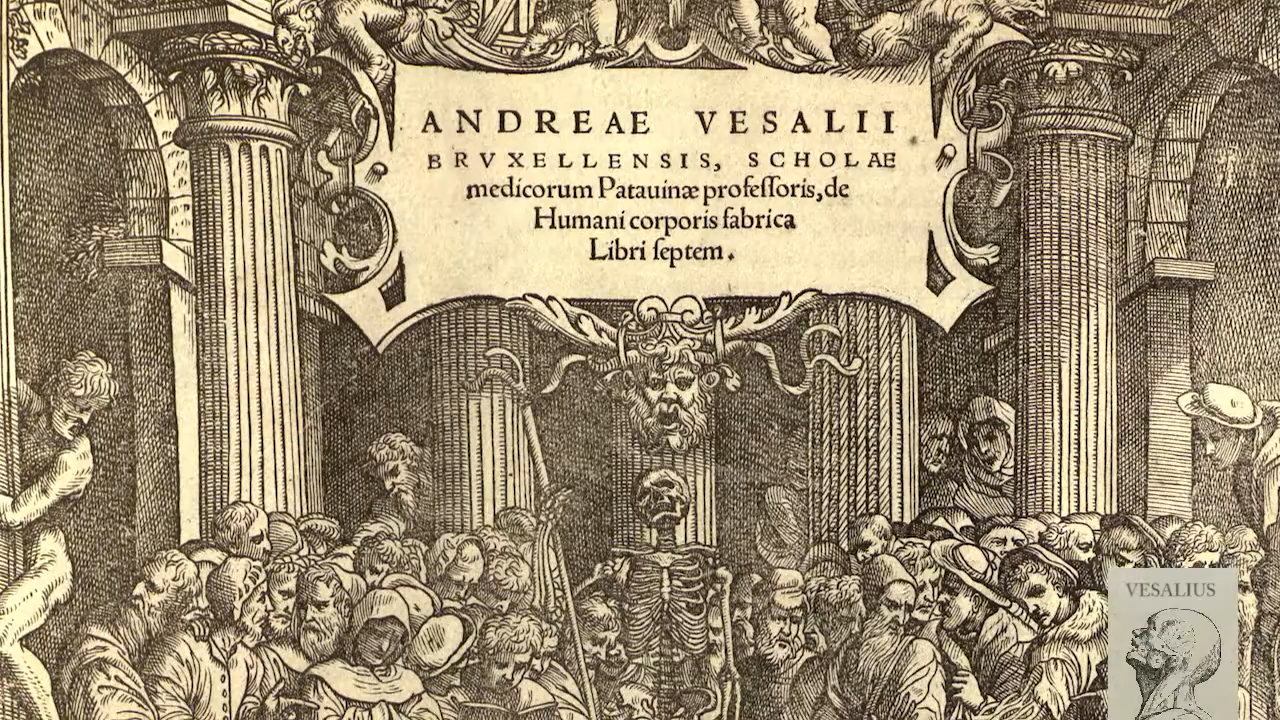 ANDREAE VESALII
BRVXELLENSIS, SCHOLAE
medicorum Patauinæ profeſſoris, de
Humani corporis fabrica
Libri ſeptem.
VESALIUS